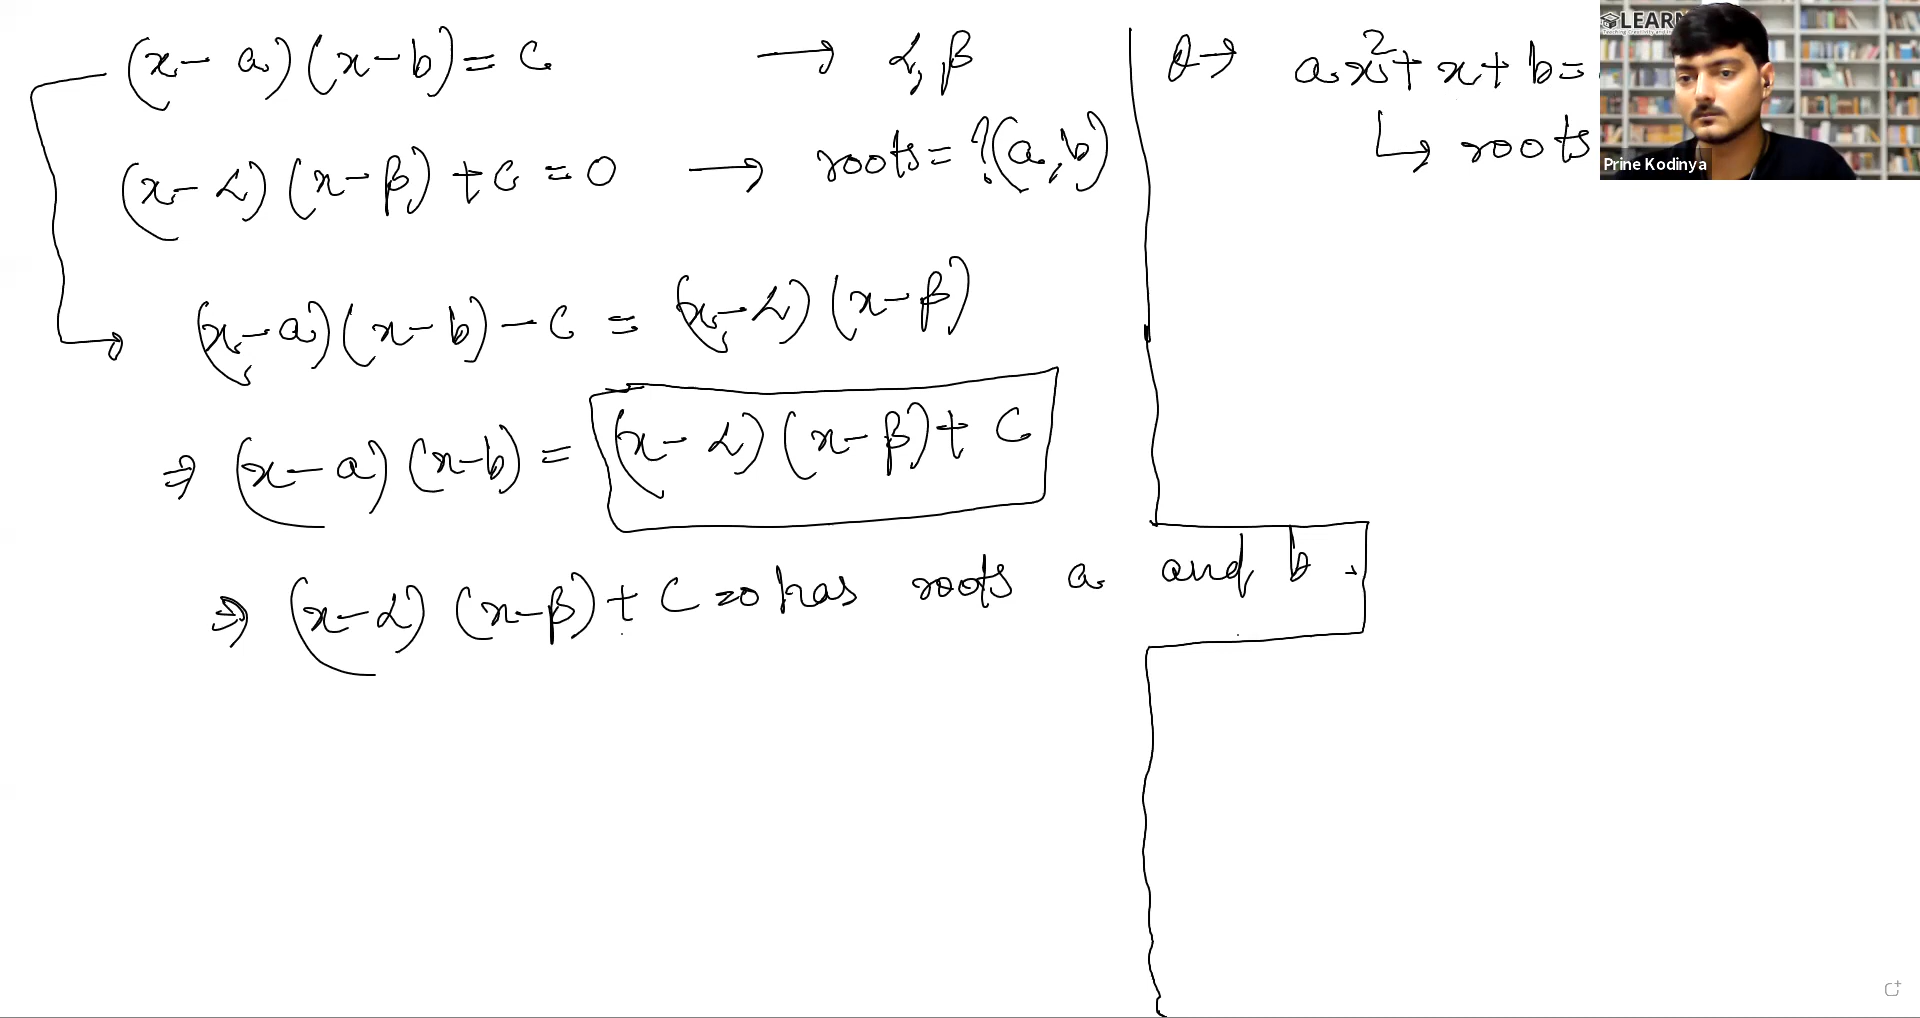 (x-a)(x-b)=c → α, β
(x-α)(x-β)+c=0 → roots=?(a,b)
→ (x-a)(x-b)-c = (x-α)(x-β)
⇒ (x-a)(x-b) = (x-α)(x-β)+c
⇒ (x-α)(x-β)+c=0 has roots a and b.
Q→ ax²+x+b=
↳ roots
LEARN
Prine Kodinya